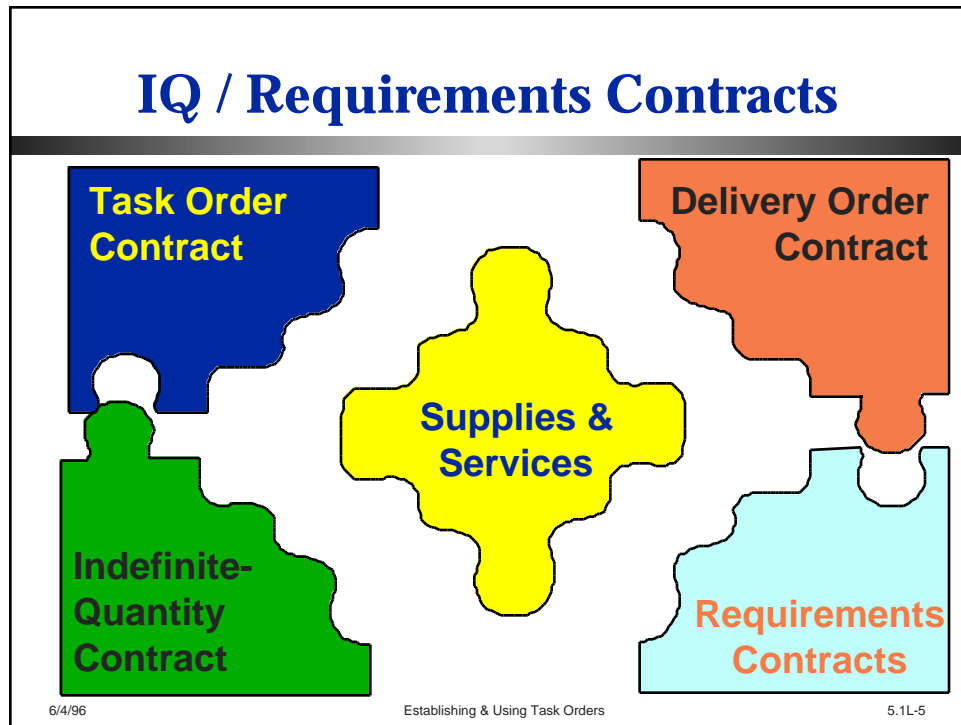 IQ / Requirements Contracts
Task Order
Contract
Delivery Order
Contract
Supplies &
Services
Indefinite-
Quantity
Contract
Requirements
Contracts
6/4/96
Establishing & Using Task Orders
5.1L-5